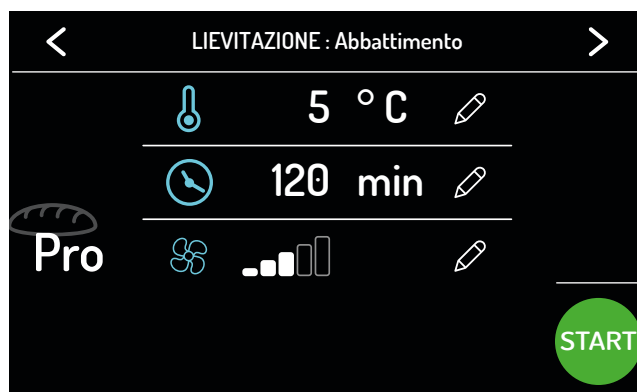 LIEVITAZIONE : Abbattimento
5 °C
120 min
Pro
START